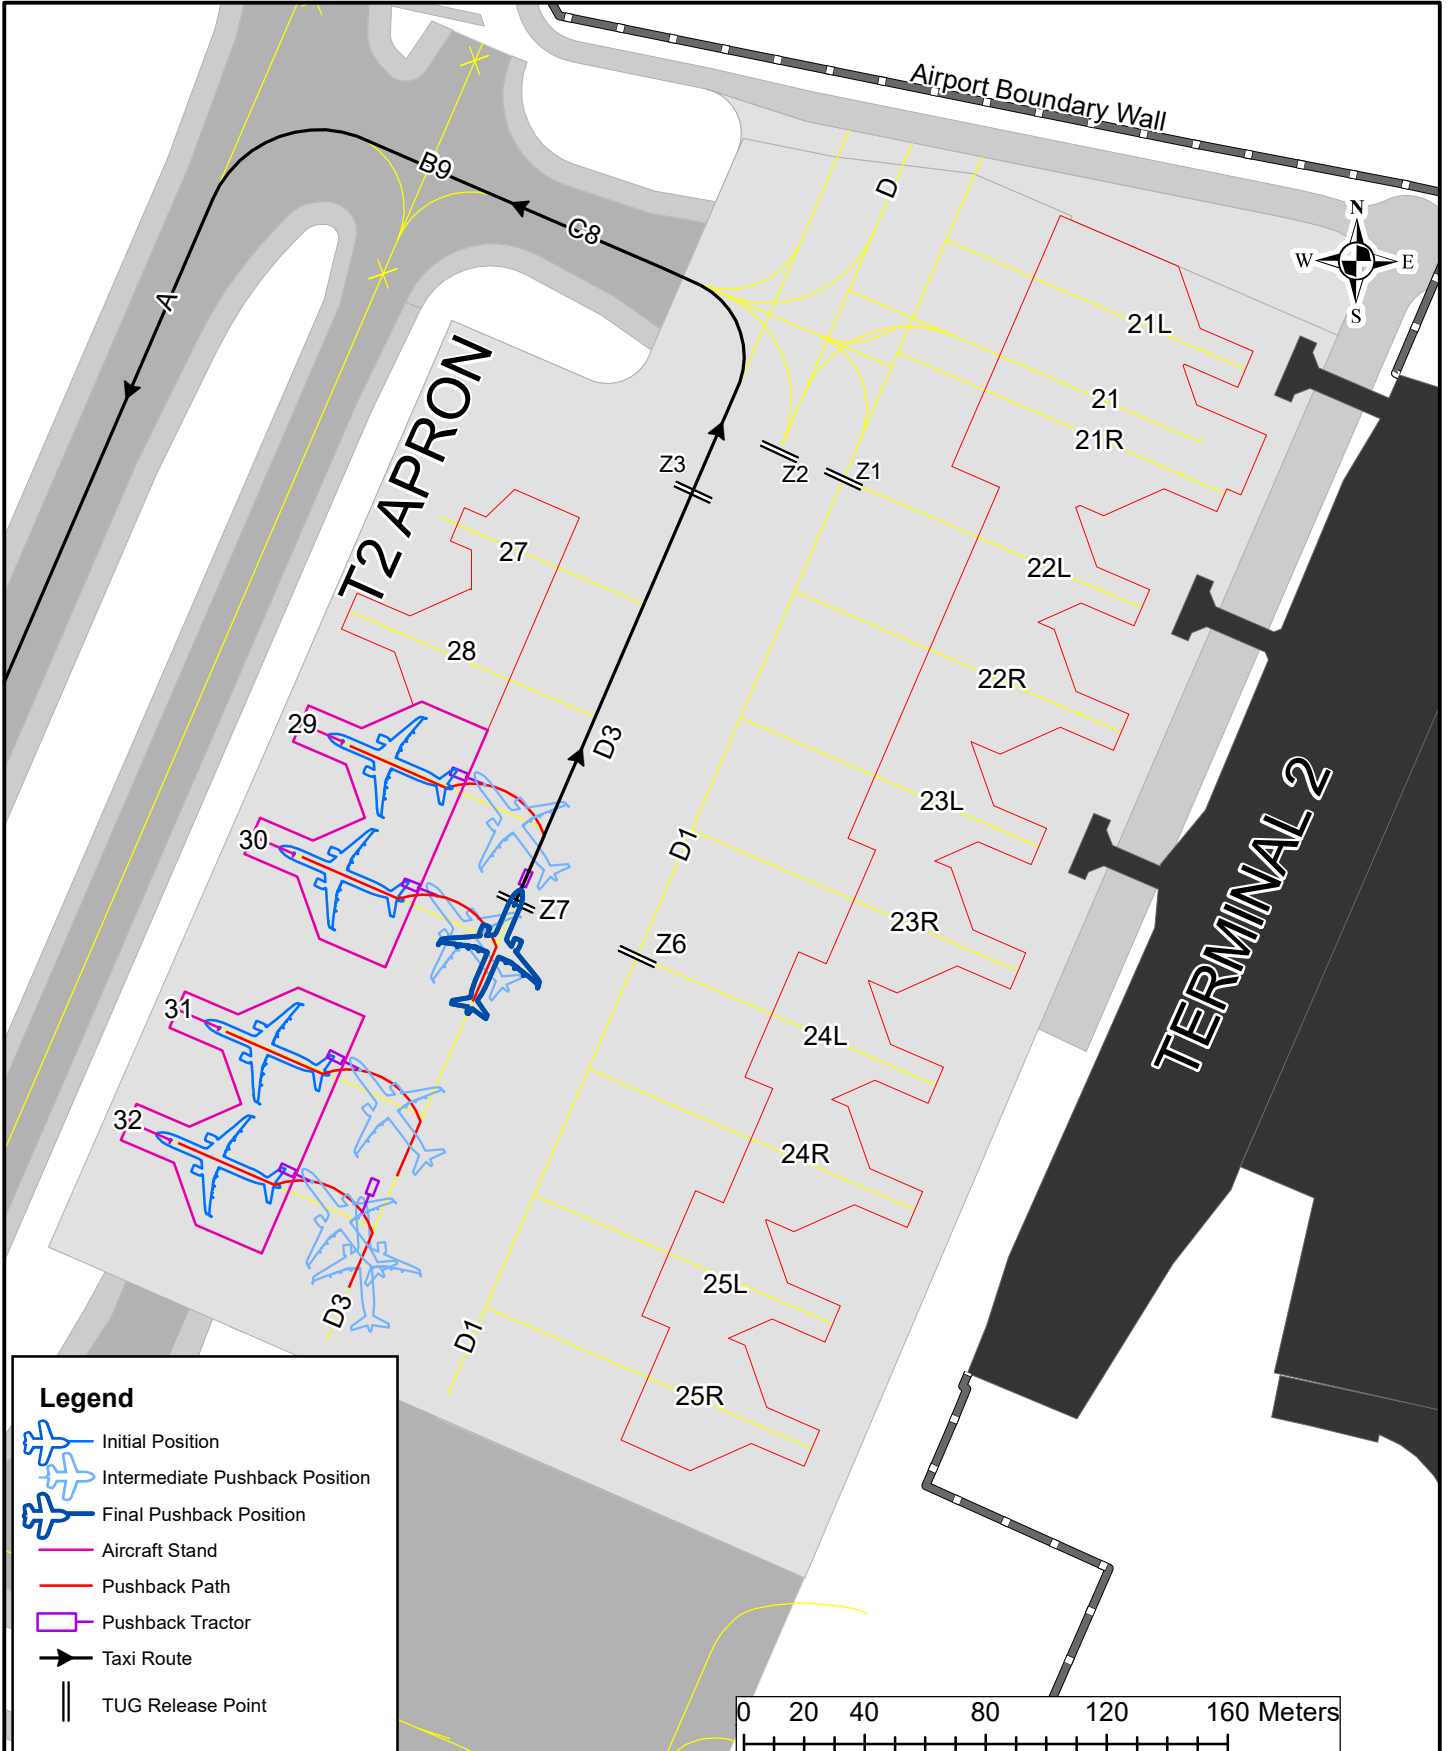 Airport Boundary Wall
B9
D
N
W
E
S
C8
A
21L
T2 APRON
21
21R
Z3
Z2
Z1
27
22L
28
22R
29
D3
TERMINAL 2
23L
30
D1
Z7
23R
Z6
31
24L
32
24R
25L
D3
D1
25R
Legend
Initial Position
Intermediate Pushback Position
Final Pushback Position
Aircraft Stand
Pushback Path
Pushback Tractor
Taxi Route
TUG Release Point
0 20 40 80 120 160 Meters